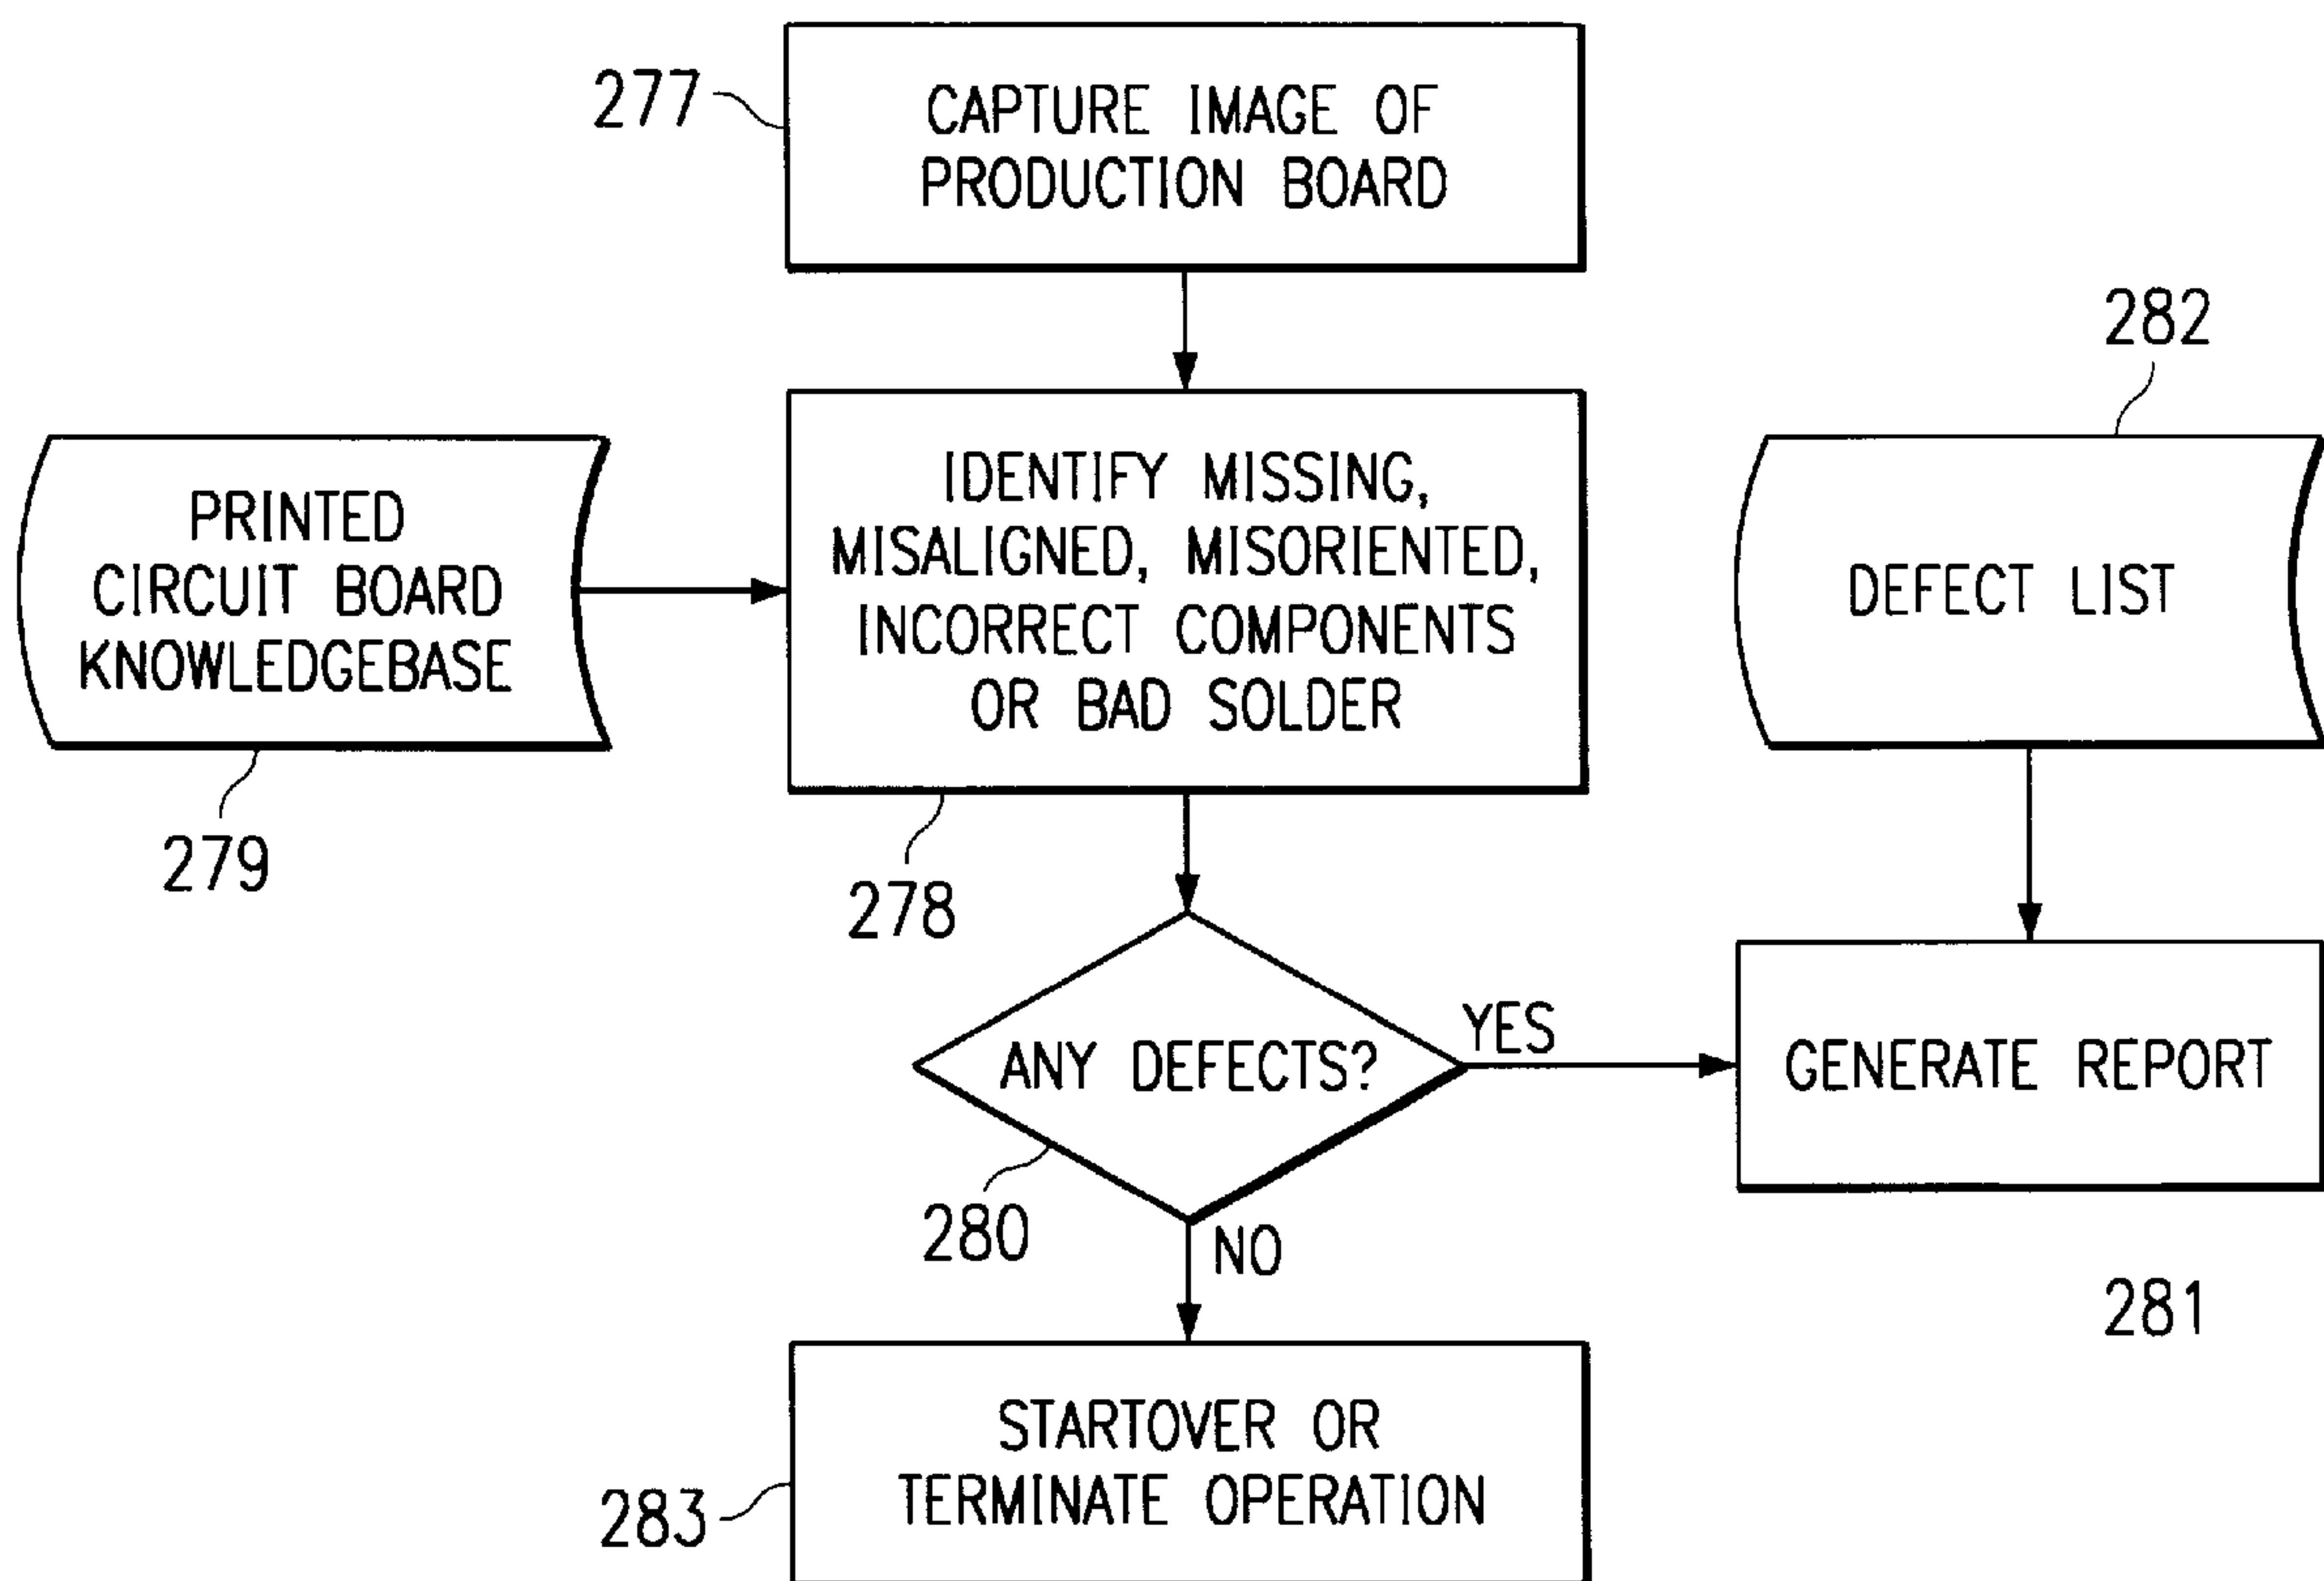 277
CAPTURE IMAGE OF
PRODUCTION BOARD
282
PRINTED
CIRCUIT BOARD
KNOWLEDGEBASE
279
IDENTIFY MISSING,
MISALIGNED, MISORIENTED,
INCORRECT COMPONENTS
OR BAD SOLDER
278
DEFECT LIST
ANY DEFECTS?
YES
280
NO
GENERATE REPORT
281
STARTOVER OR
TERMINATE OPERATION
283